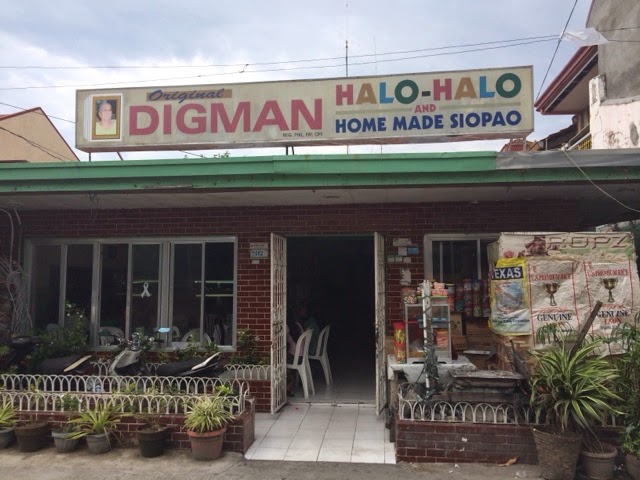 Original
DIGMAN
HALO-HALO
AND
HOME MADE SIOPAO
TEXAS
GENUINE
GENUINE